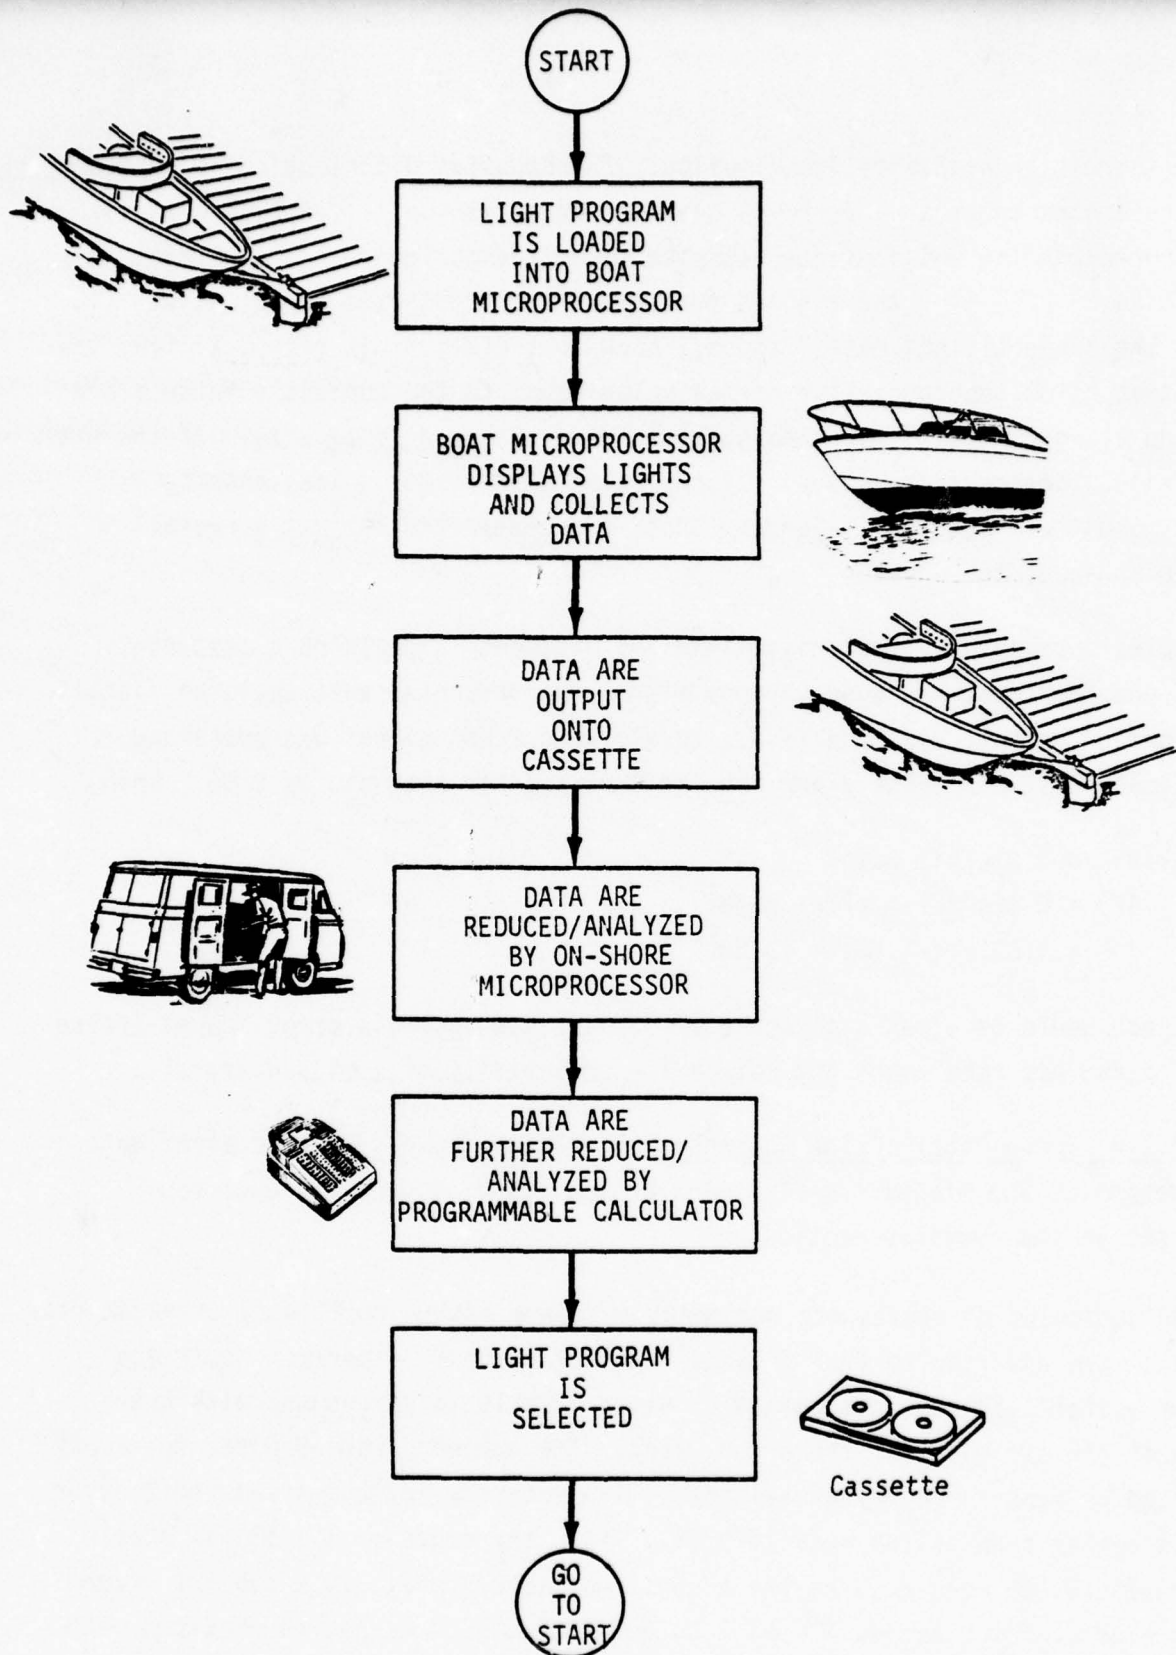 START
LIGHT PROGRAM
IS LOADED
INTO BOAT
MICROPROCESSOR
BOAT MICROPROCESSOR
DISPLAYS LIGHTS
AND COLLECTS
DATA
DATA ARE
OUTPUT
ONTO
CASSETTE
DATA ARE
REDUCED/ANALYZED
BY ON-SHORE
MICROPROCESSOR
DATA ARE
FURTHER REDUCED/
ANALYZED BY
PROGRAMMABLE CALCULATOR
LIGHT PROGRAM
IS
SELECTED
Cassette
GO
TO
START